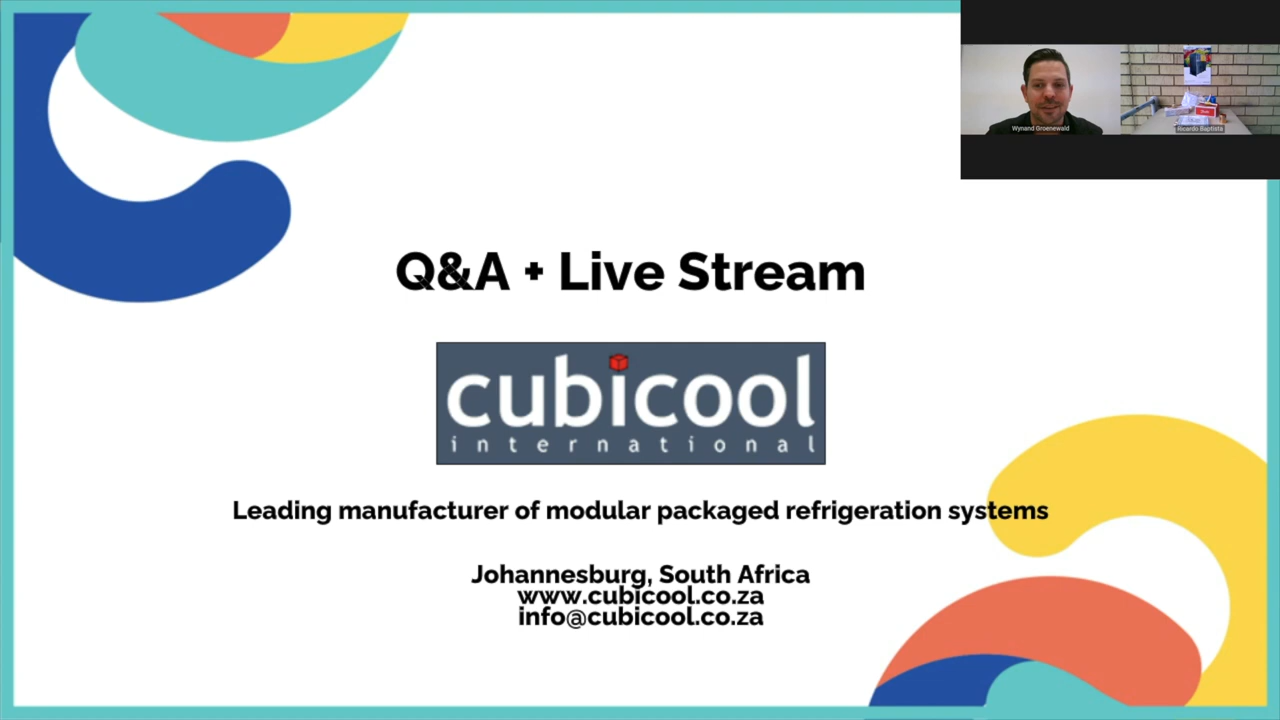 Wynand Groenewald
Ricardo Baptista
Q&A + Live Stream
cubicool
international
Leading manufacturer of modular packaged refrigeration systems
Johannesburg, South Africa
www.cubicool.co.za
info@cubicool.co.za